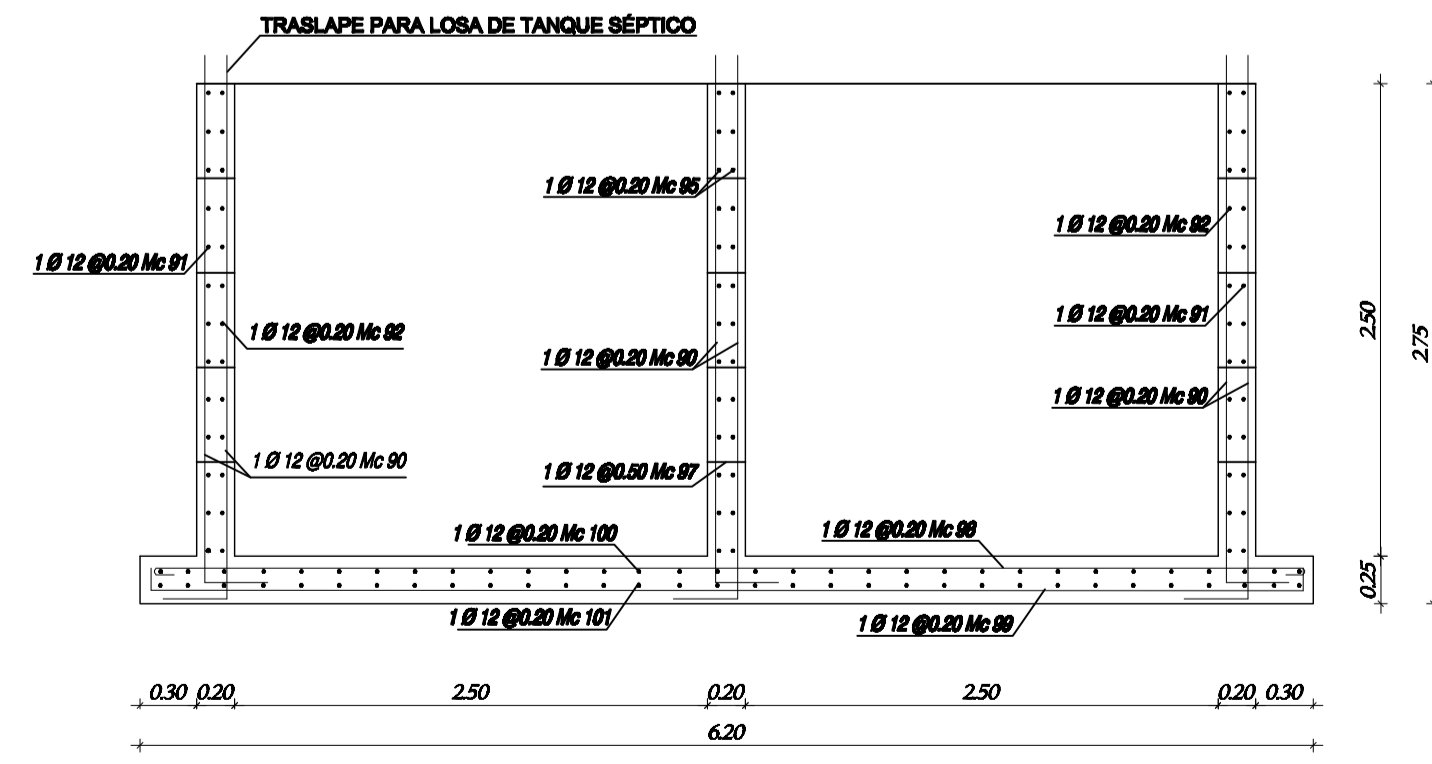 TRASLAPE PARA LOSA DE TANQUE SÉPTICO
1 Ø 12 @0.20 Mc 95
1 Ø 12 @0.20 Mc 92
1 Ø 12 @0.20 Mc 91
1 Ø 12 @0.20 Mc 91
1 Ø 12 @0.20 Mc 92
1 Ø 12 @0.20 Mc 90
1 Ø 12 @0.20 Mc 90
1 Ø 12 @0.20 Mc 90
1 Ø 12 @0.50 Mc 97
1 Ø 12 @0.20 Mc 100
1 Ø 12 @0.20 Mc 98
1 Ø 12 @0.20 Mc 101
1 Ø 12 @0.20 Mc 99
2.50
2.75
0.25
0.30 0.20 2.50 0.20 2.50 0.20 0.30
6.20